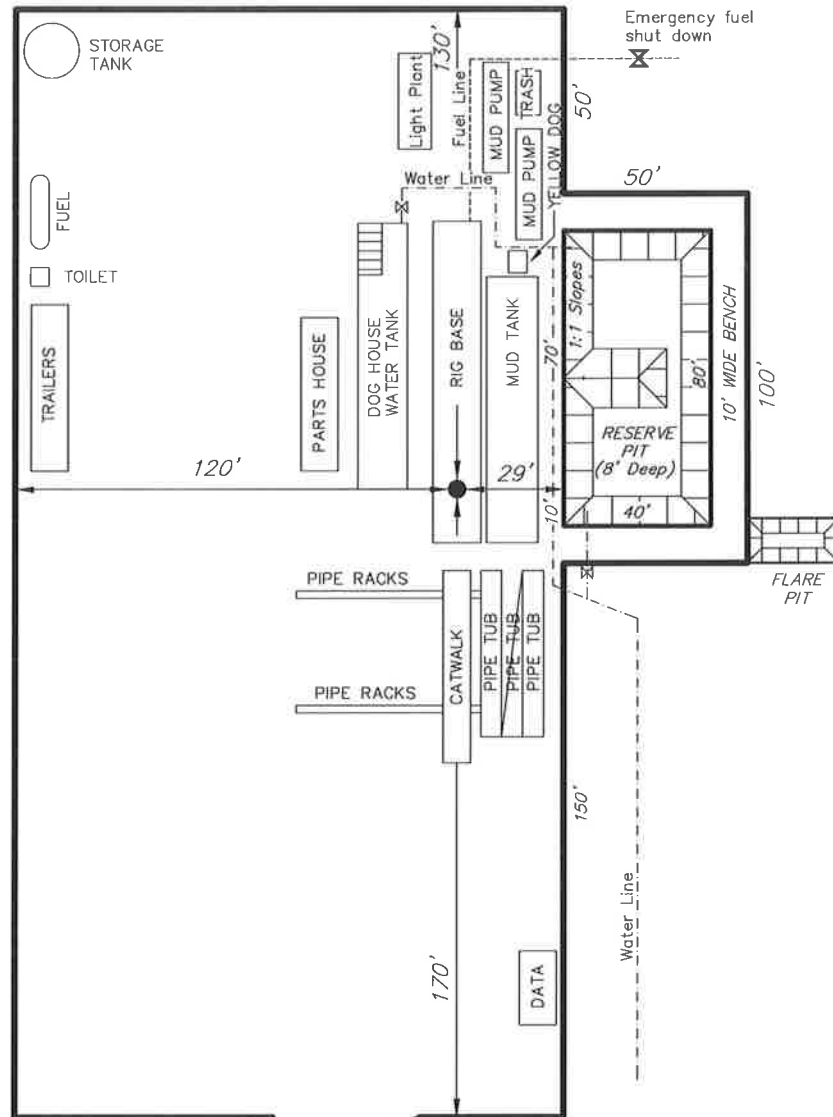 STORAGE
TANK
130'
Light Plant
Fuel Line
MUD PUMP
TRASH
MUD PUMP
YELLOW DOG
Emergency fuel
shut down
50'
50'
Water Line
FUEL
TOILET
TRAILERS
PARTS HOUSE
DOG HOUSE
WATER TANK
RIG BASE
MUD TANK
70'
1:1 Slopes
RESERVE
PIT
(8' Deep)
80'
40'
10' WIDE BENCH
100'
120'
29'
10'
FLARE
PIT
PIPE RACKS
PIPE RACKS
CATWALK
PIPE TUB
PIPE TUB
PIPE TUB
150'
Water Line
170'
DATA